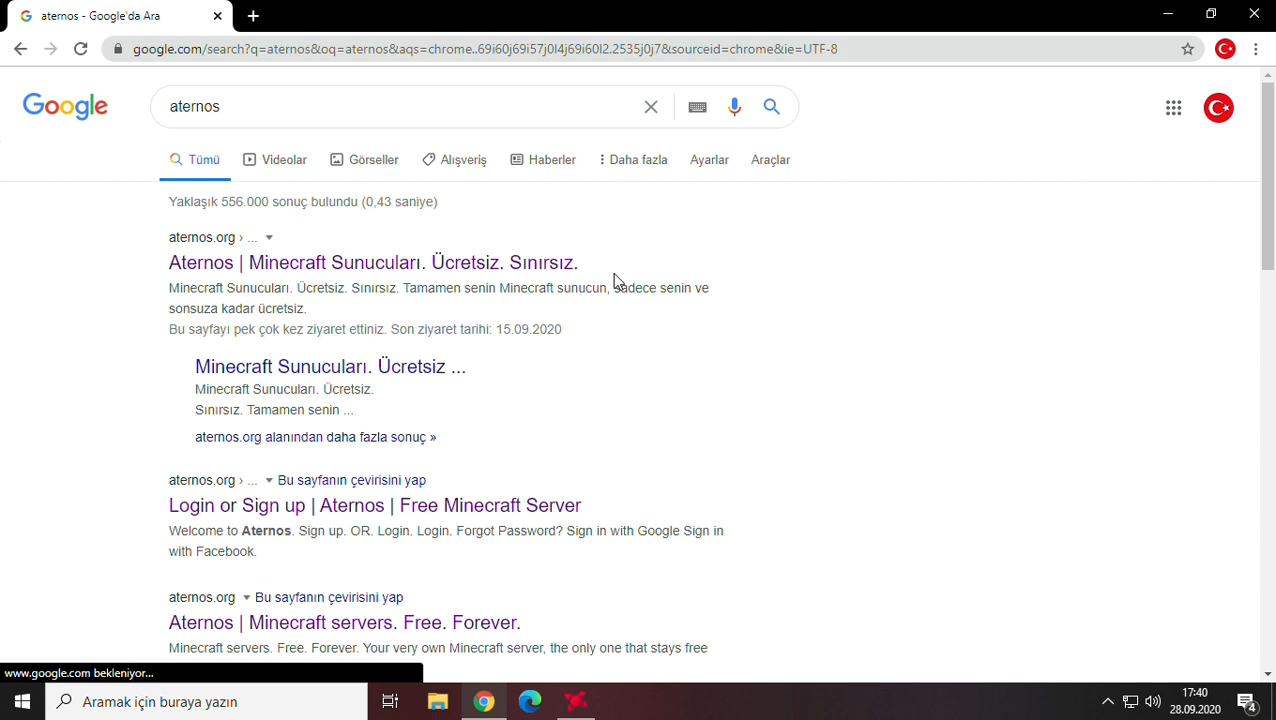 aternos - Google'da Ara
google.com/search?q=aternos&oq=aternos&aqs=chrome..69i60j69i57j0l4j69i60l2.2535j0j7&sourceid=chrome&ie=UTF-8
Google
aternos
Tümü Videolar Görseller Alışveriş Haberler Daha fazla Ayarlar Araçlar
Yaklaşık 556.000 sonuç bulundu (0,43 saniye)
aternos.org › ...
Aternos | Minecraft Sunucuları. Ücretsiz. Sınırsız.
Minecraft Sunucuları. Ücretsiz. Sınırsız. Tamamen senin Minecraft sunucun, sadece senin ve
sonsuza kadar ücretsiz.
Bu sayfayı pek çok kez ziyaret ettiniz. Son ziyaret tarihi: 15.09.2020
Minecraft Sunucuları. Ücretsiz ...
Minecraft Sunucuları. Ücretsiz.
Sınırsız. Tamamen senin ...
aternos.org alanından daha fazla sonuç »
aternos.org › ... Bu sayfanın çevirisini yap
Login or Sign up | Aternos | Free Minecraft Server
Welcome to Aternos. Sign up. OR. Login. Login. Forgot Password? Sign in with Google Sign in
with Facebook.
aternos.org Bu sayfanın çevirisini yap
Aternos | Minecraft servers. Free. Forever.
Minecraft servers. Free. Forever. Your very own Minecraft server, the only one that stays free
www.google.com bekleniyor...
Aramak için buraya yazın
17:40
28.09.2020
4